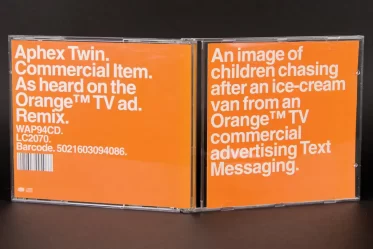 Aphex Twin.
Commercial Item.
As heard on the
Orange™ TV ad.
Remix.
WAP94CD.
LC2070.
Barcode. 5021603094086.
An image of
children chasing
after an ice-cream
van from an
Orange™ TV
commercial
advertising Text
Messaging.